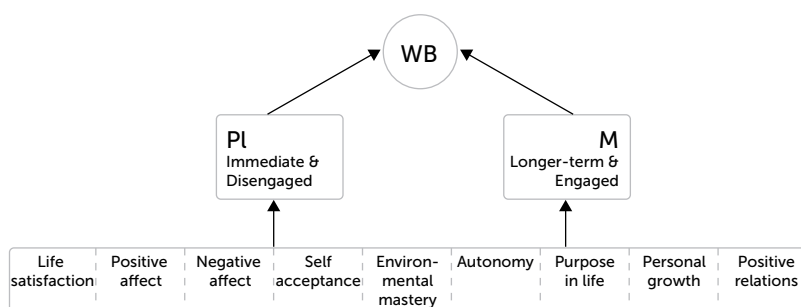 WB
Pl
Immediate &
Disengaged
M
Longer-term &
Engaged
Life
satisfaction
Positive
affect
Negative
affect
Self
acceptance
Environ-
mental
mastery
Autonomy
Purpose
in life
Personal
growth
Positive
relations